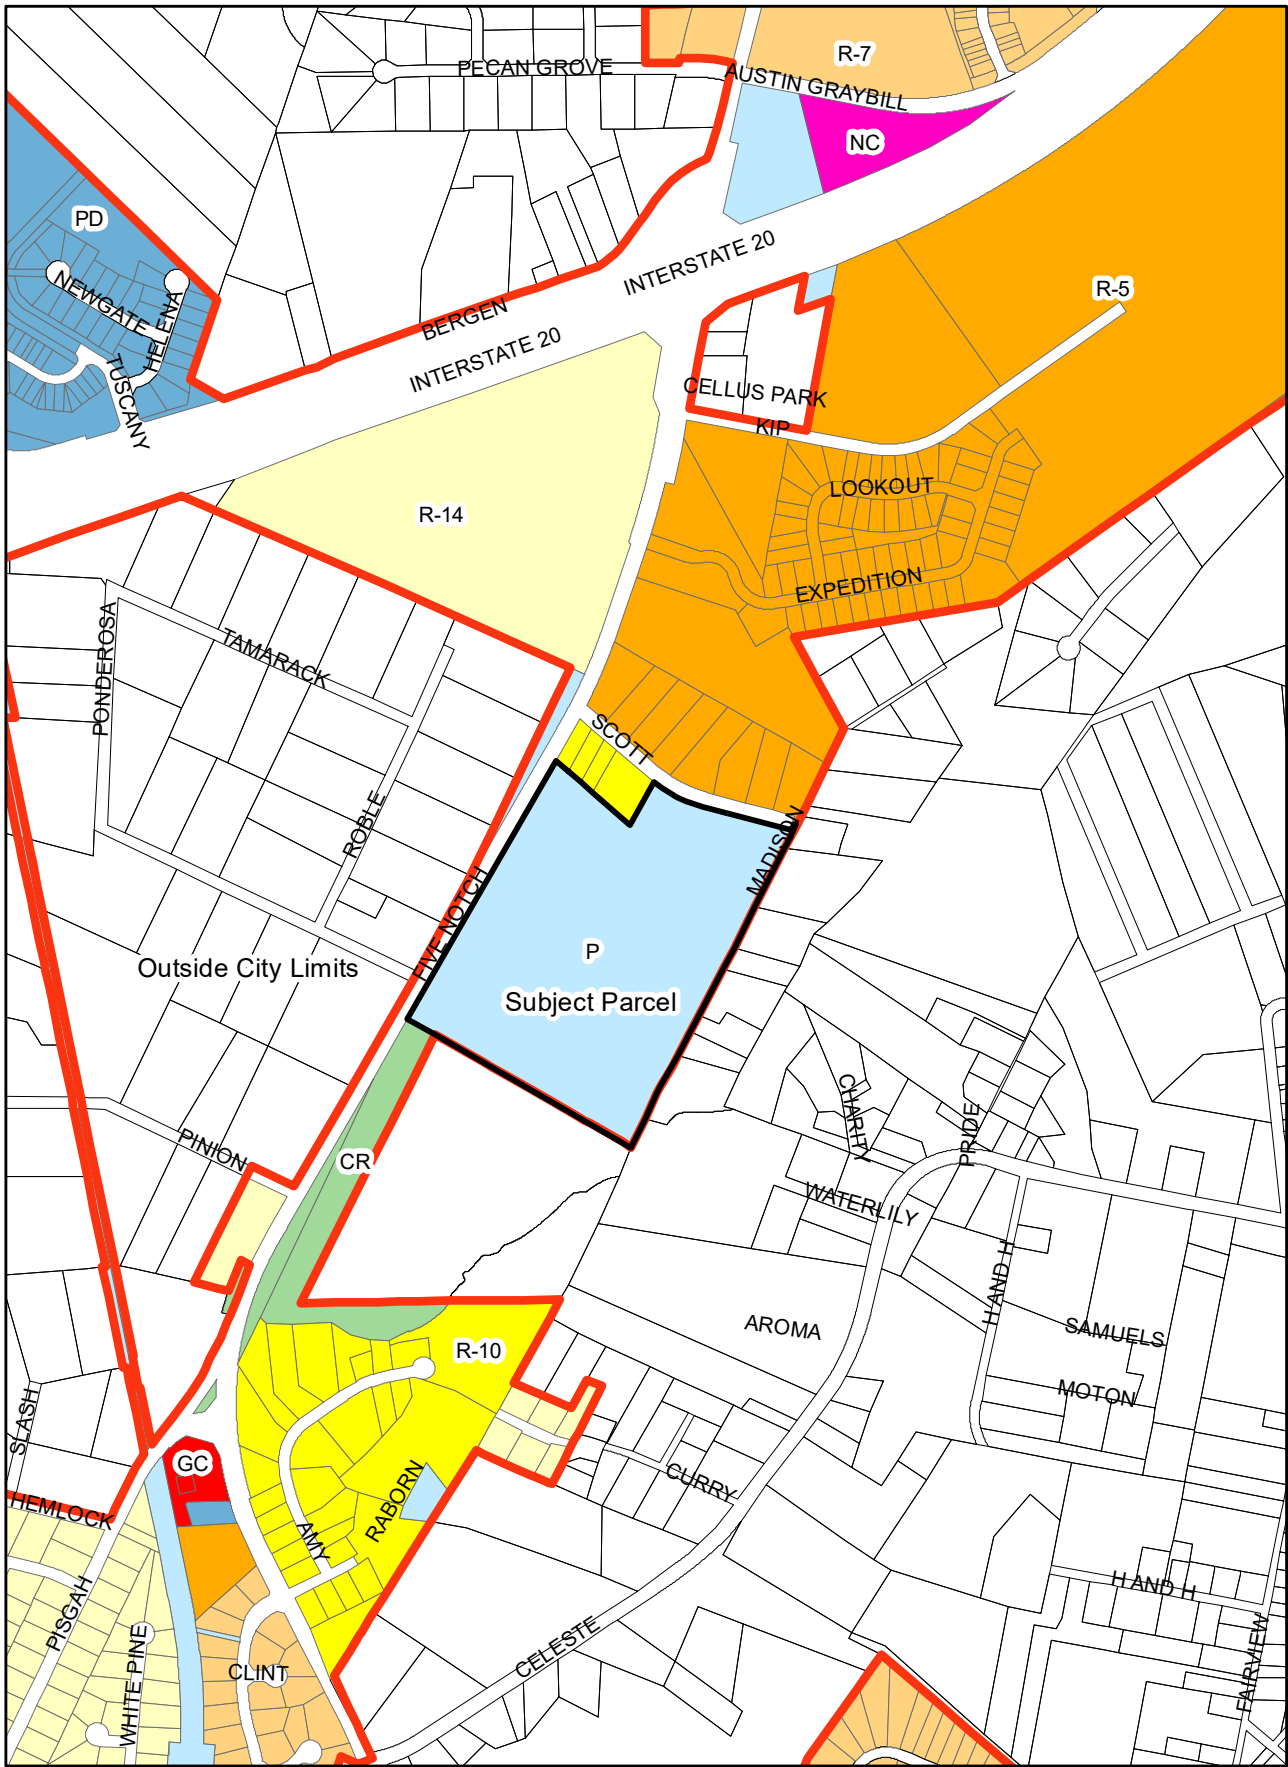 R-7
PECAN GROVE
AUSTIN GRAYBILL
NC
PD
INTERSTATE 20
NEWGATE
HELENA
R-5
BERGEN
INTERSTATE 20
TUSCANY
CELLUS PARK
KIP
LOOKOUT
R-14
EXPEDITION
PONDEROSA
TAMARACK
SCOTT
ROBLE
MADISON
FIVE NOTCH
P
Outside City Limits
Subject Parcel
CHARITY
PRIDE
PINION
CR
WATERLILY
H AND H
AROMA
SAMUELS
R-10
MOTON
SLASH
GC
CURRY
RABORN
HEMLOCK
AMY
H AND H
PISGAH
CELESTE
WHITE PINE
CLINT
FAIRVIEW